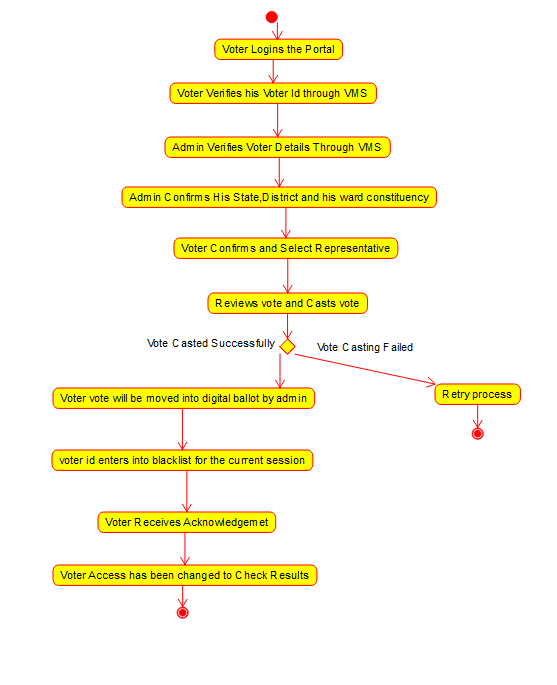 Voter Logins the Portal
Voter Verifies his Voter Id through VMS
Admin Verifies Voter Details Through VMS
Admin Confirms His State,District and his ward constituency
Voter Confirms and Select Representative
Reviews vote and Casts vote
Vote Casted Successfully
Vote Casting Failed
Voter vote will be moved into digital ballot by admin
Retry process
voter id enters into blacklist for the current session
Voter Receives Acknowledgemet
Voter Access has been changed to Check Results